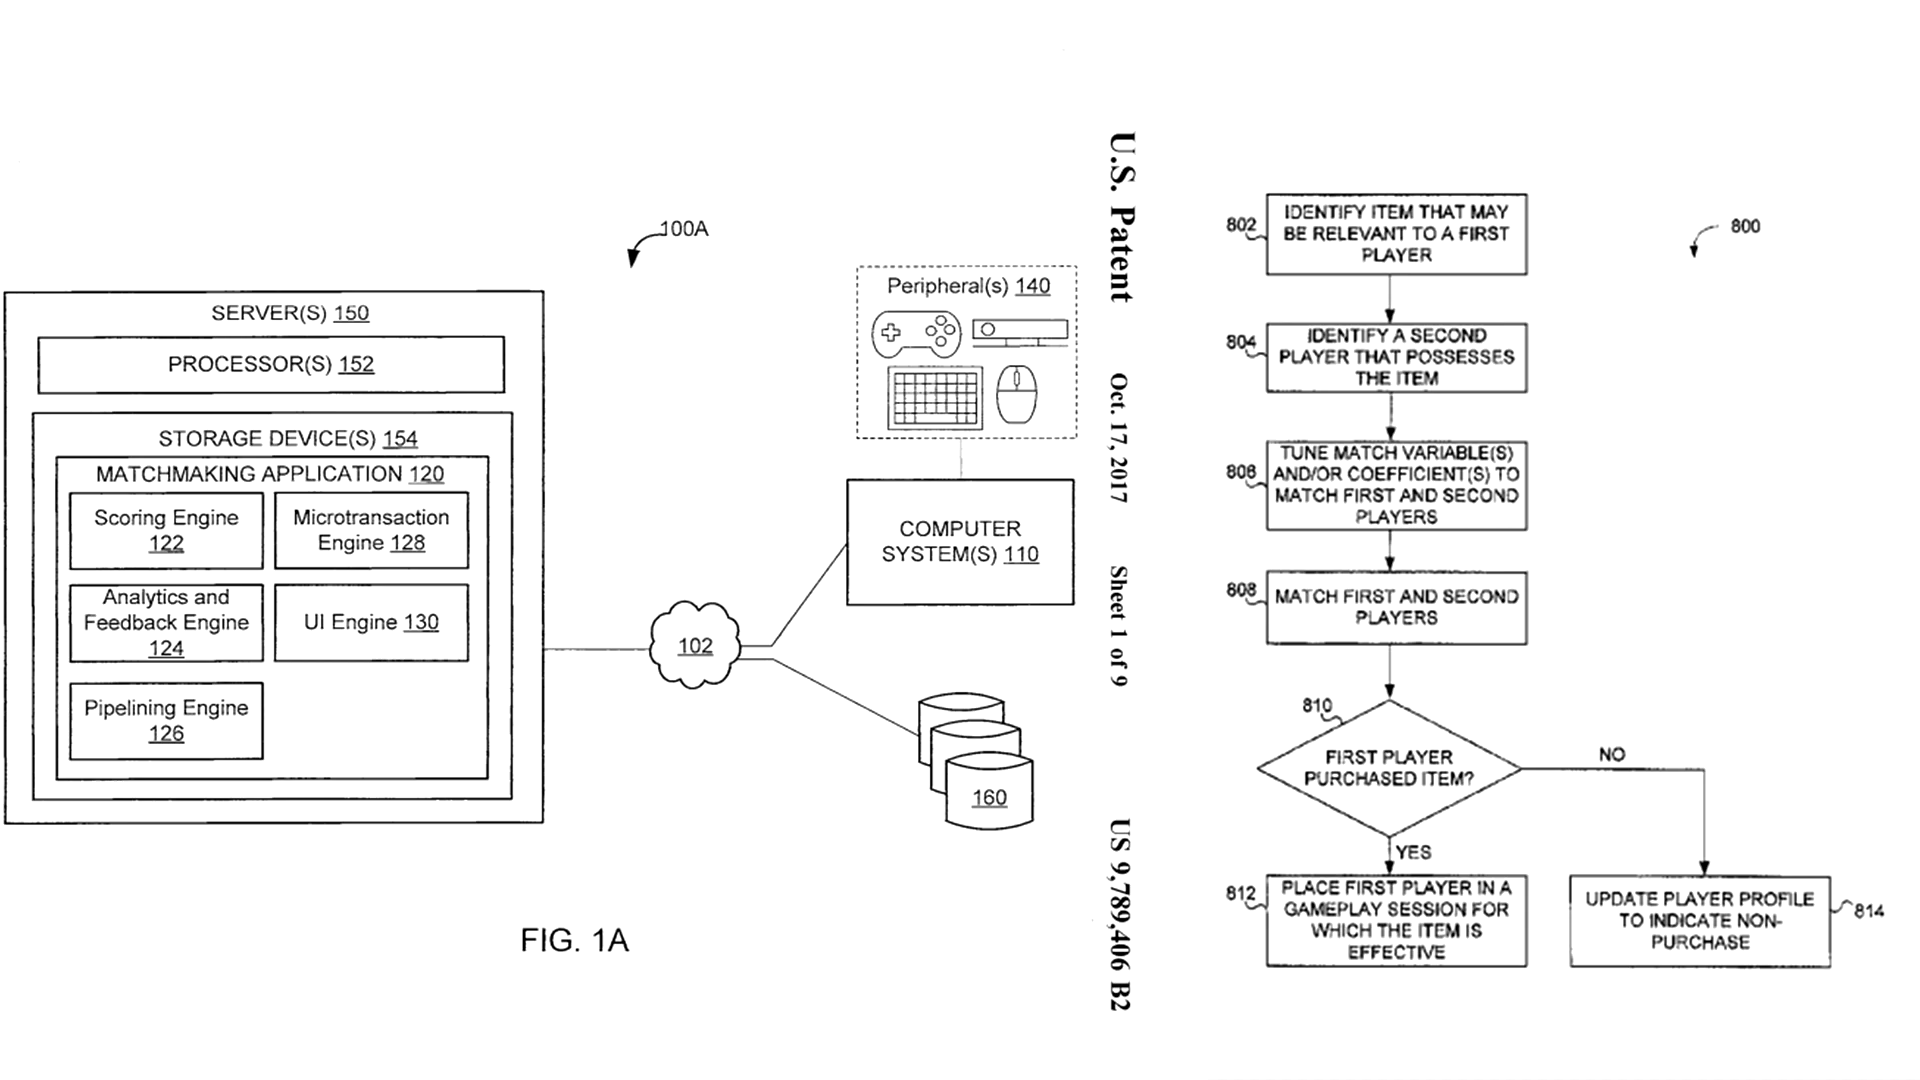 100A
SERVER(S) 150
PROCESSOR(S) 152
STORAGE DEVICE(S) 154
MATCHMAKING APPLICATION 120
Scoring Engine
122
Microtransaction
Engine 128
Analytics and
Feedback Engine
124
UI Engine 130
Pipelining Engine
126
102
Peripheral(s) 140
COMPUTER
SYSTEM(S) 110
160
FIG. 1A
U.S. Patent
Oct. 17, 2017
Sheet 1 of 9
US 9,789,406 B2
800
802
IDENTIFY ITEM THAT MAY
BE RELEVANT TO A FIRST
PLAYER
804
IDENTIFY A SECOND
PLAYER THAT POSSESSES
THE ITEM
806
TUNE MATCH VARIABLE(S)
AND/OR COEFFICIENT(S) TO
MATCH FIRST AND SECOND
PLAYERS
808
MATCH FIRST AND SECOND
PLAYERS
810
FIRST PLAYER
PURCHASED ITEM?
NO
YES
812
PLACE FIRST PLAYER IN A
GAMEPLAY SESSION FOR
WHICH THE ITEM IS
EFFECTIVE
UPDATE PLAYER PROFILE
TO INDICATE NON-
PURCHASE
814